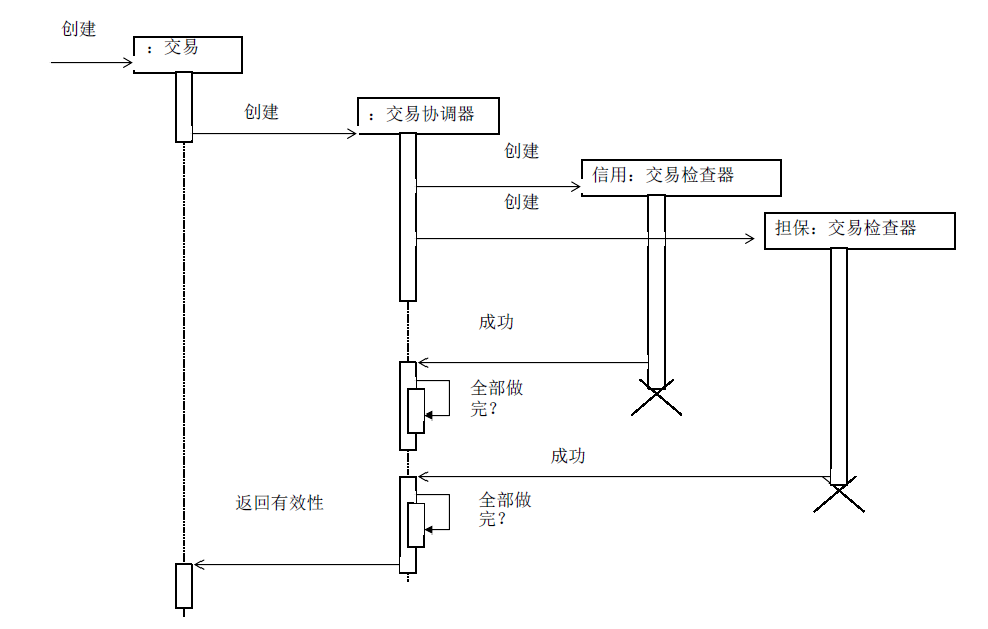 创建
：交易
创建
：交易协调器
创建
信用：交易检查器
创建
担保：交易检查器
成功
全部做
完？
成功
返回有效性
全部做
完？